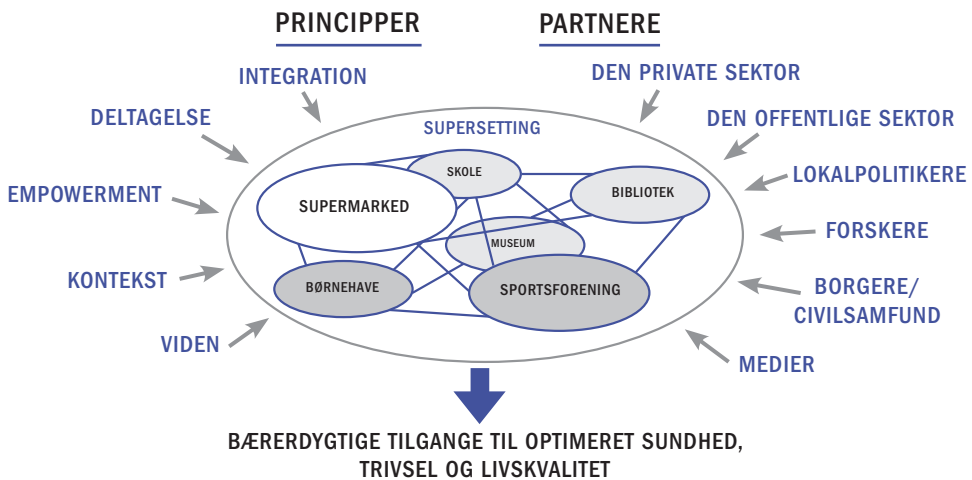 PRINCIPPER
PARTNERE
INTEGRATION
DELTAGELSE
EMPOWERMENT
KONTEKST
VIDEN
DEN PRIVATE SEKTOR
DEN OFFENTLIGE SEKTOR
LOKALPOLITIKERE
FORSKERE
BORGERE/
CIVILSAMFUND
MEDIER
SUPERSETTING
SKOLE
SUPERMARKED
BIBLIOTEK
MUSEUM
BØRNEHAVE
SPORTSFORENING
BÆRERDYGTIGE TILGANGE TIL OPTIMERET SUNDHED,
TRIVSEL OG LIVSKVALITET